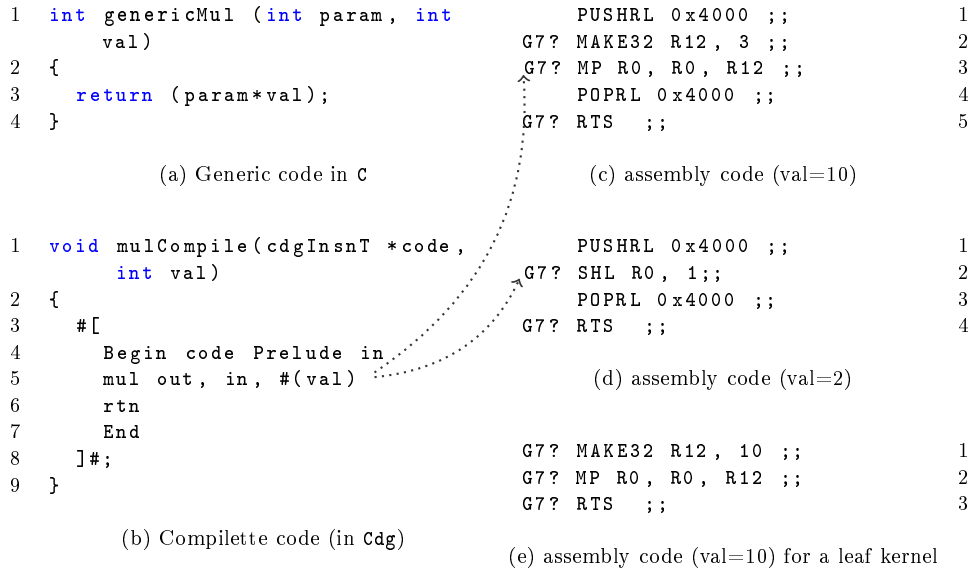 1 int genericMul (int param, int
val)
2 {
3 return (param*val);
4 }
(a) Generic code in C
1 void mulCompile(cdgInsnT *code,
int val)
2 {
3 #[
4 Begin code Prelude in
5 mul out, in, #(val)
6 rtn
7 End
8 ]#;
9 }
(b) Compilette code (in Cdg)
PUSHRL 0x4000 ;; 1
G7? MAKE32 R12, 3 ;; 2
G7? MP R0, R0, R12 ;; 3
POPRL 0x4000 ;; 4
G7? RTS ;; 5
(c) assembly code (val=10)
PUSHRL 0x4000 ;; 1
G7? SHL R0, 1;; 2
POPRL 0x4000 ;; 3
G7? RTS ;; 4
(d) assembly code (val=2)
G7? MAKE32 R12, 10 ;; 1
G7? MP R0, R0, R12 ;; 2
G7? RTS ;; 3
(e) assembly code (val=10) for a leaf kernel